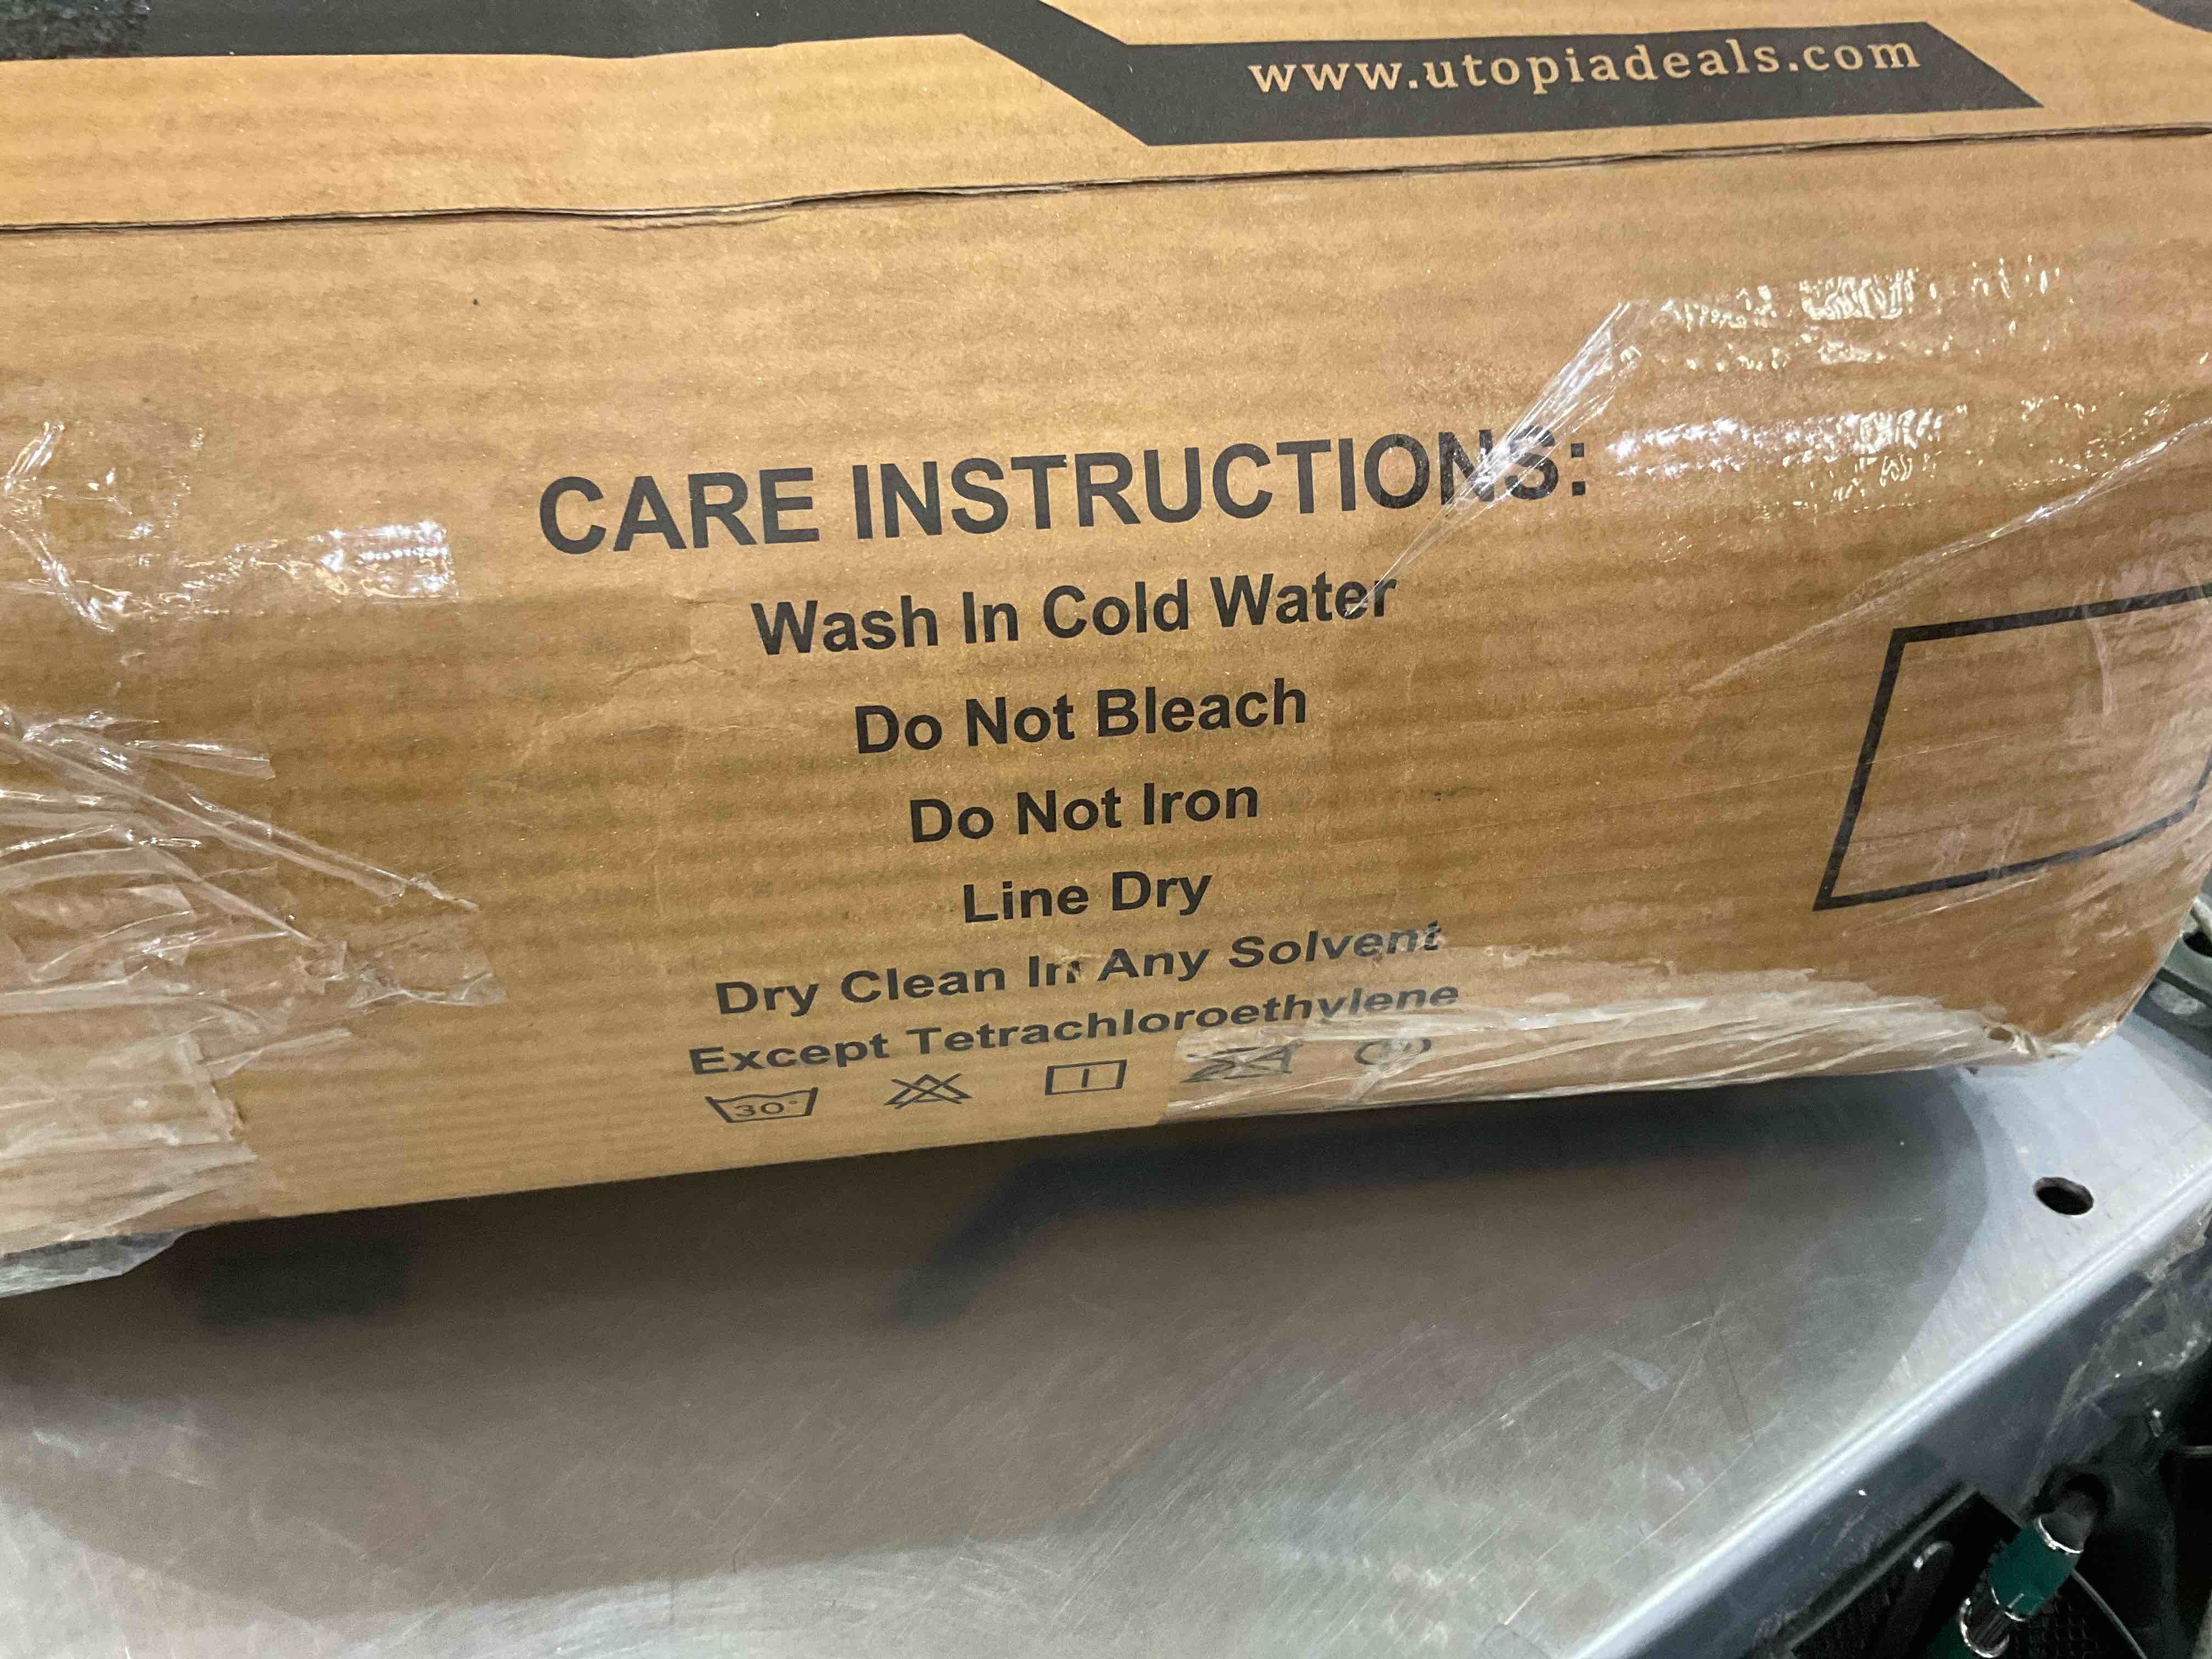 www.utopiadeals.com
CARE INSTRUCTIONS:
Wash In Cold Water
Do Not Bleach
Do Not Iron
Line Dry
Dry Clean In Any Solvent
Except Tetrachloroethylene
30°